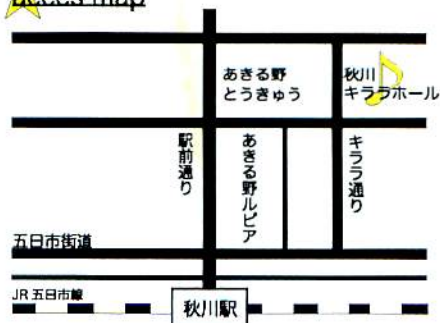 map
あきる野
とうきゅう
秋川
キララホール
駅前通り
あきる野ルピア
キララ通り
五日市街道
JR 五日市線
秋川駅